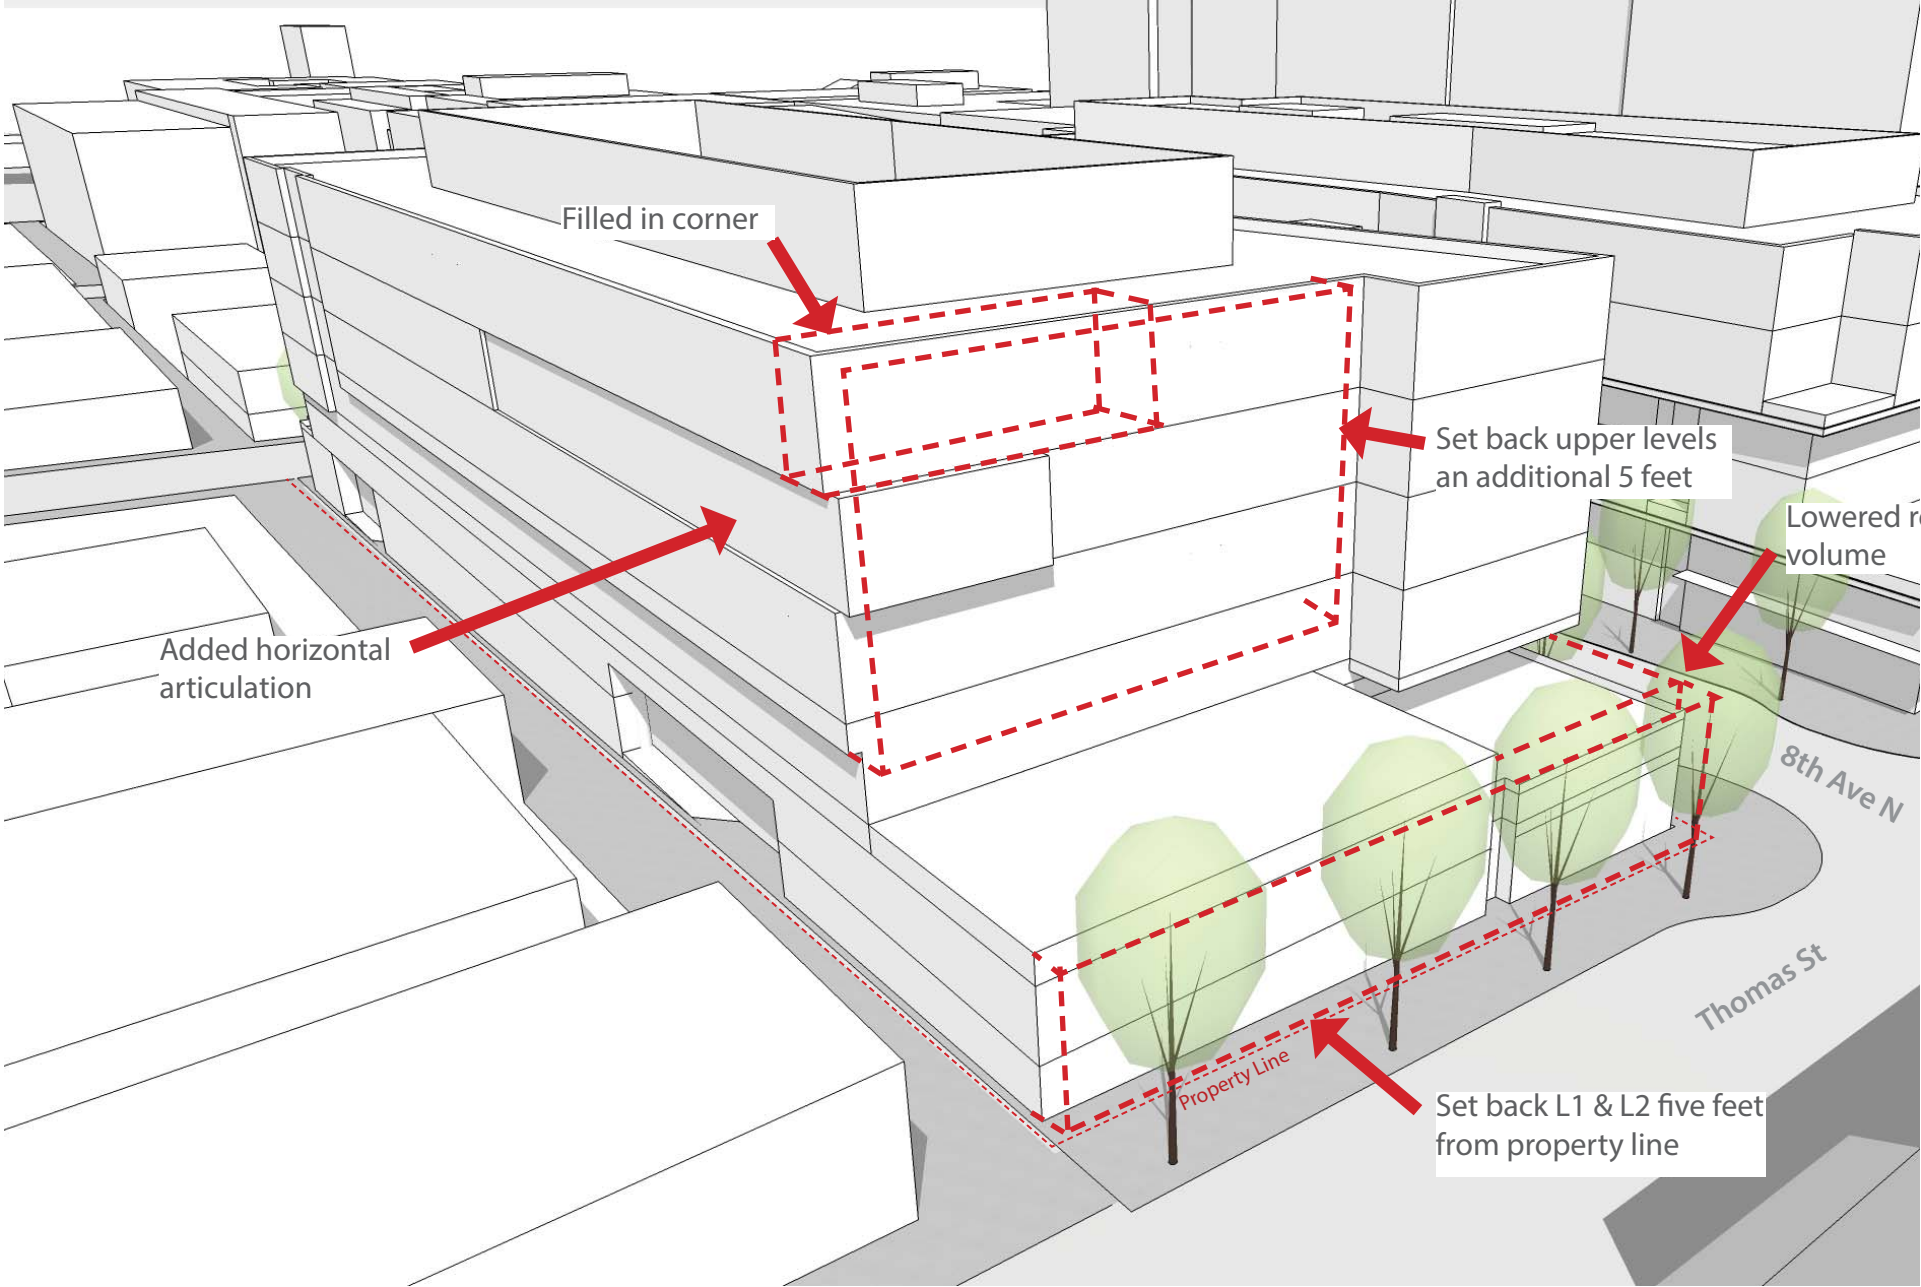 Filled in corner
Set back upper levels
an additional 5 feet
Lowered
volume
Added horizontal
articulation
8th Ave N
Thomas St
Property Line
Set back L1 & L2 five feet
from property line